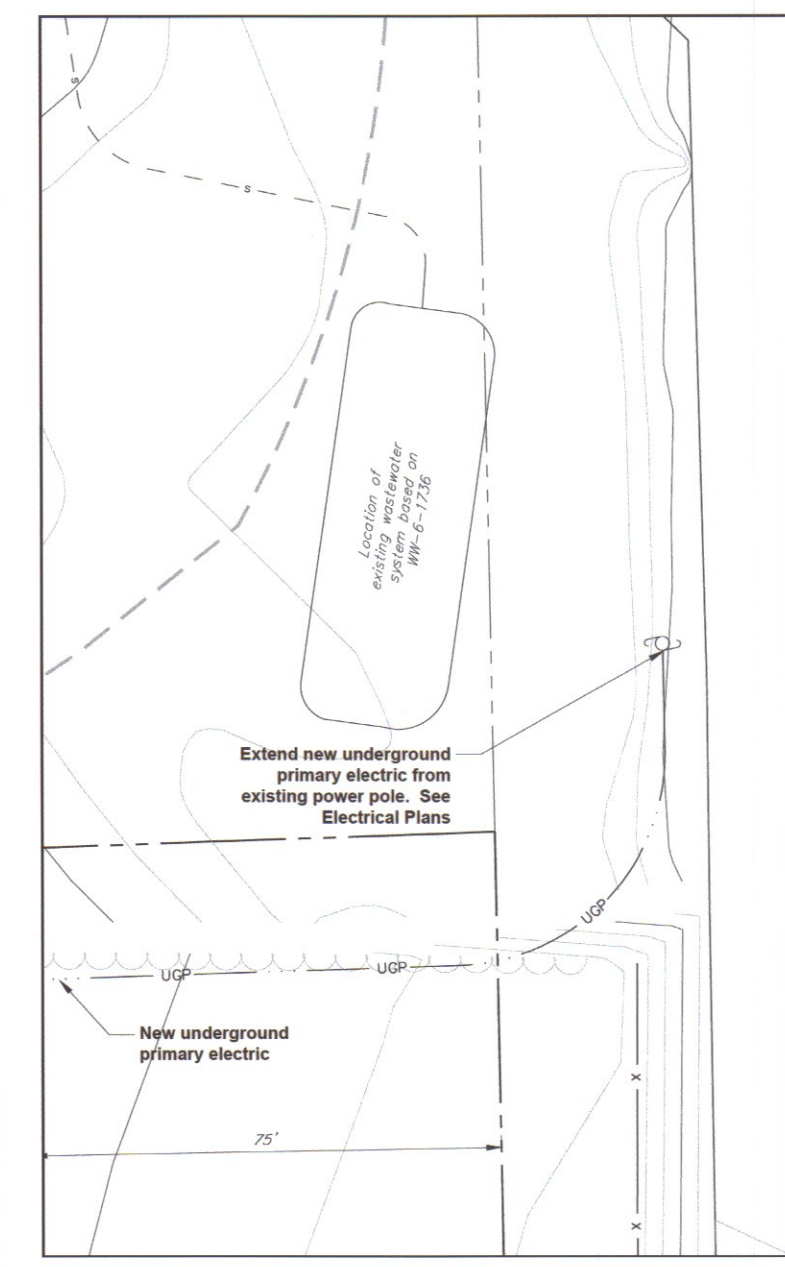 s
s
Location of
existing wastewater
system based on
WW-6-1736
Extend new underground
primary electric from
existing power pole. See
Electrical Plans
UGP
UGP
UGP
New underground
primary electric
x
75'
x